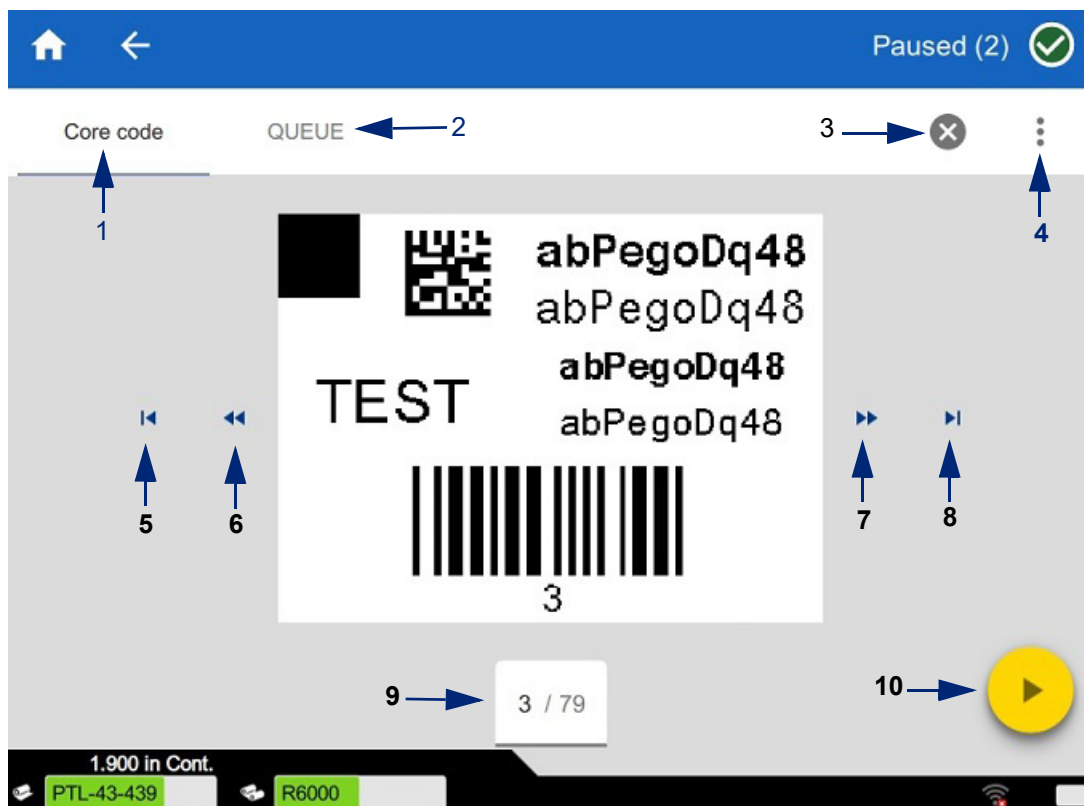 Paused (2)
Core code QUEUE 2 3
1 4
abPegoDq48
abPegoDq48
abPegoDq48
TEST
abPegoDq48
5 6 7 8
3
9 3 / 79 10
1.900 in Cont.
PTL-43-439 R6000